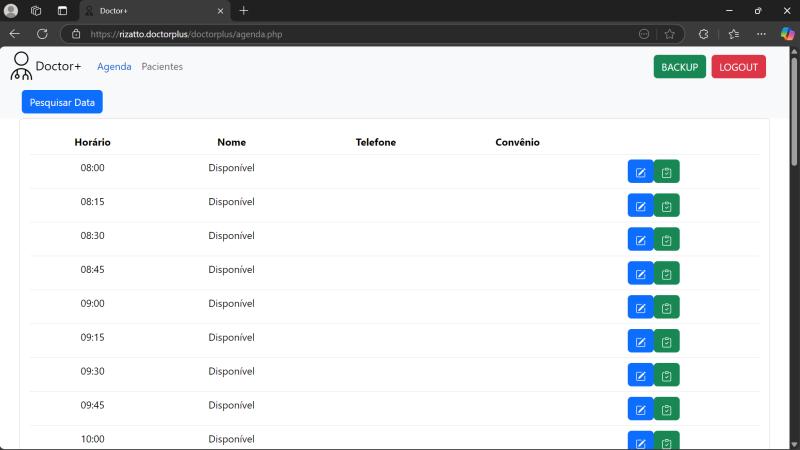 Doctor+
https://rizatto.doctorplus/doctorplus/agenda.php
Doctor+ Agenda Pacientes BACKUP LOGOUT
Pesquisar Data
Horário Nome Telefone Convênio
08:00 Disponível
08:15 Disponível
08:30 Disponível
08:45 Disponível
09:00 Disponível
09:15 Disponível
09:30 Disponível
09:45 Disponível
10:00 Disponível